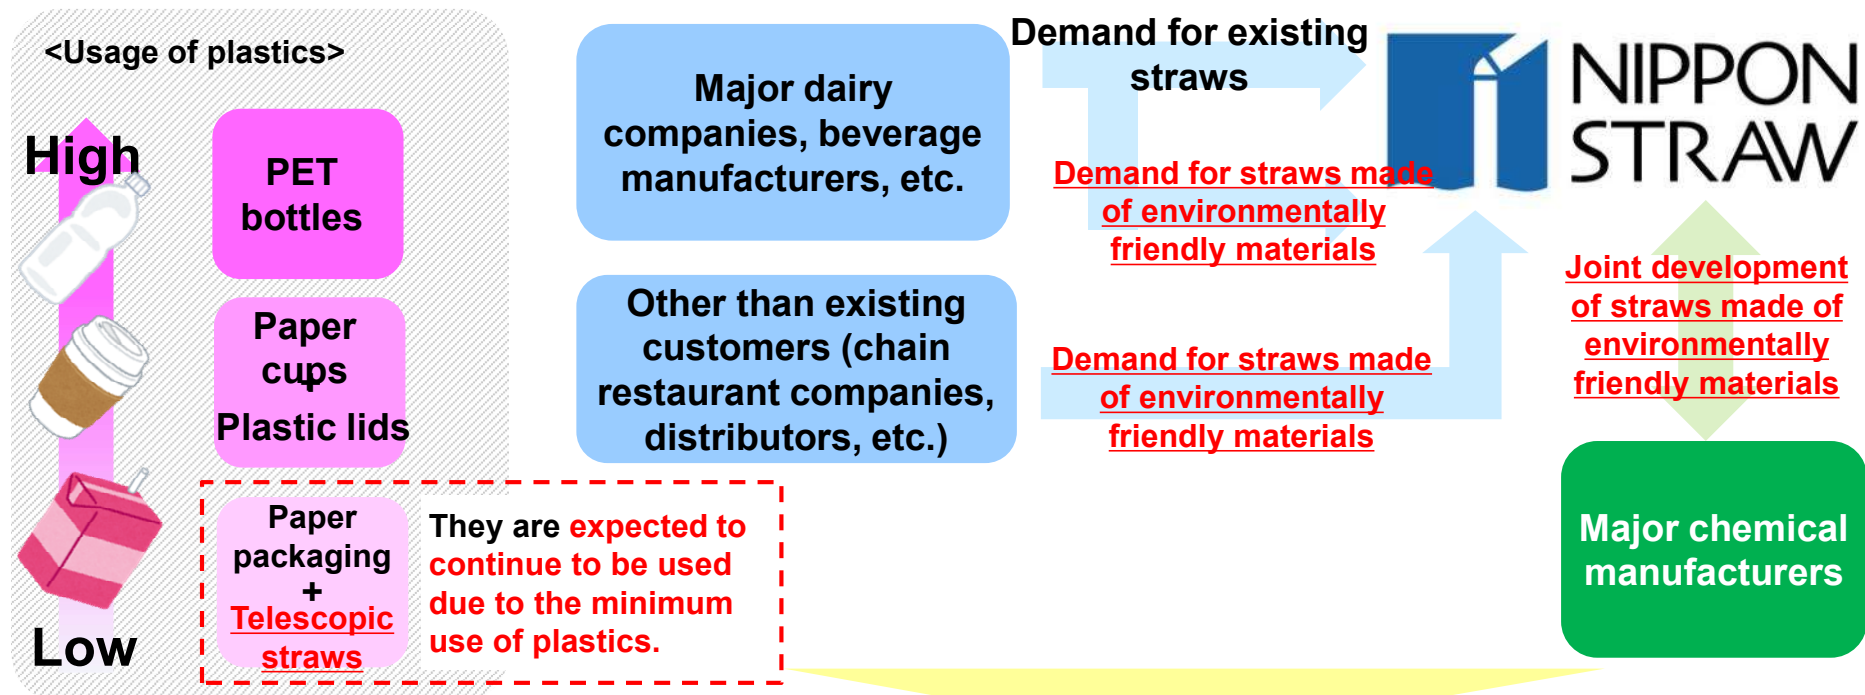 <Usage of plastics>
High
PET
bottles
Paper
cups
+
Plastic lids
Paper
packaging
+
Telescopic
straws
Low
They are expected to
continue to be used
due to the minimum
use of plastics.
Major dairy
companies, beverage
manufacturers, etc.
Other than existing
customers (chain
restaurant companies,
distributors, etc.)
Demand for existing
straws
Demand for straws made
of environmentally
friendly materials
Demand for straws made
of environmentally
friendly materials
NIPPON
STRAW
Joint development
of straws made of
environmentally
friendly materials
Major chemical
manufacturers